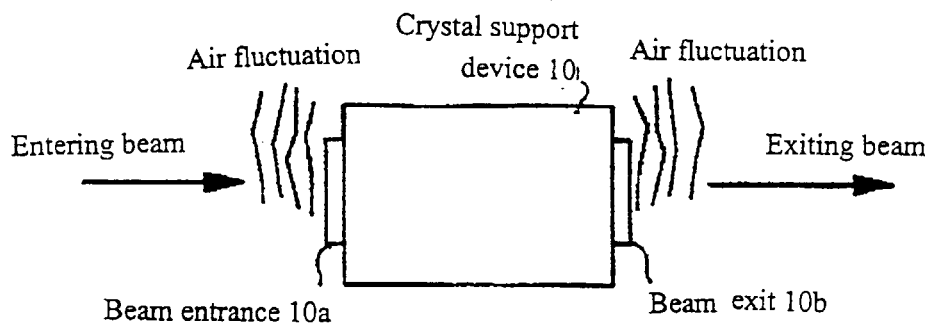 Crystal support
device 10
Air fluctuation
Air fluctuation
Entering beam
Exiting beam
Beam entrance 10a
Beam exit 10b